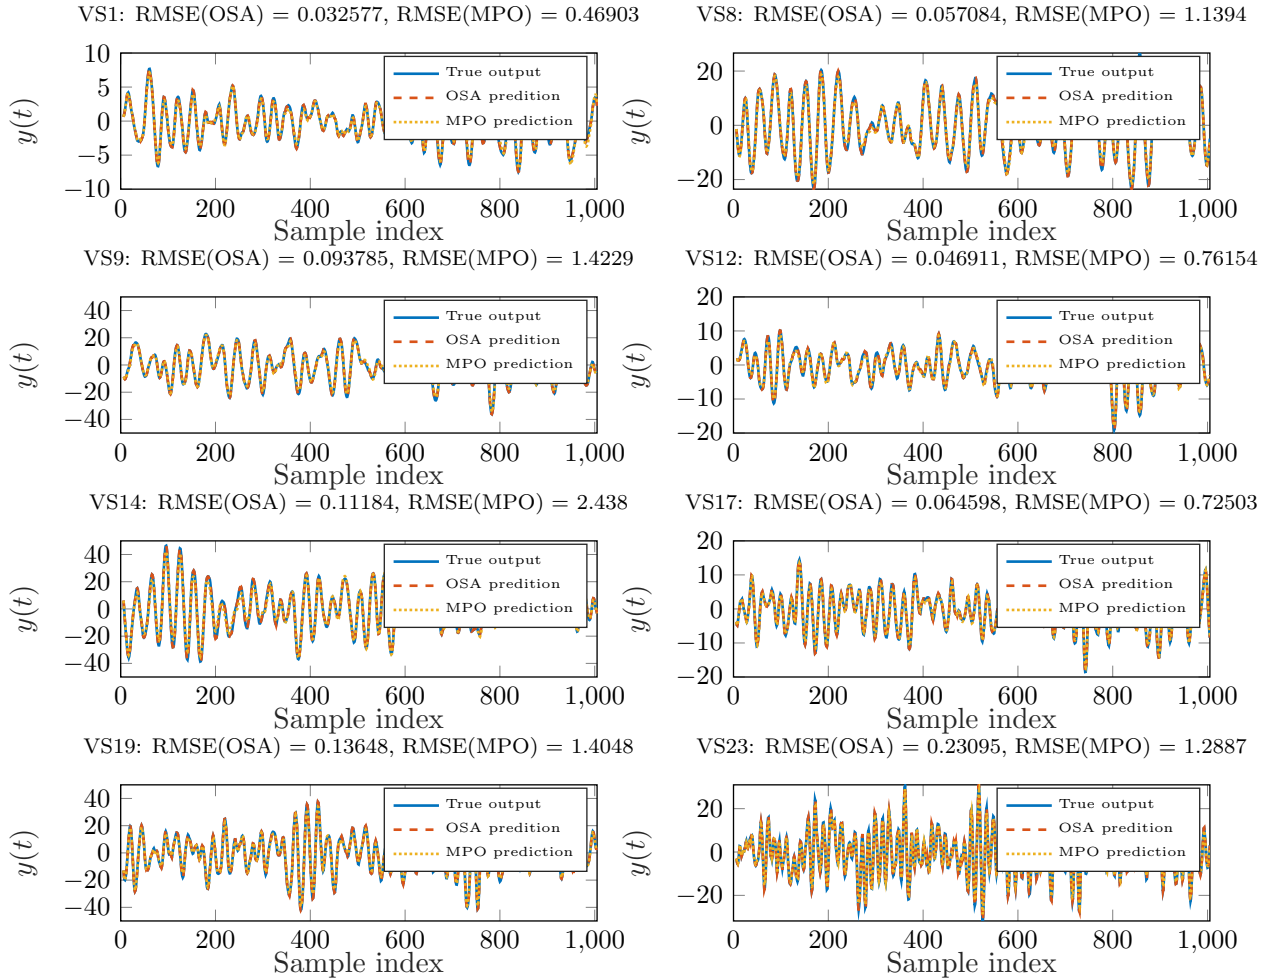 VS1: RMSE(OSA) = 0.032577, RMSE(MPO) = 0.46903
10
5
0
−5
−10
y(t)
True output
OSA predition
MPO prediction
0 200 400 600 800 1,000
Sample index
VS8: RMSE(OSA) = 0.057084, RMSE(MPO) = 1.1394
20
0
−20
y(t)
True output
OSA predition
MPO prediction
0 200 400 600 800 1,000
Sample index
VS9: RMSE(OSA) = 0.093785, RMSE(MPO) = 1.4229
40
20
0
−20
−40
y(t)
True output
OSA predition
MPO prediction
0 200 400 600 800 1,000
Sample index
VS12: RMSE(OSA) = 0.046911, RMSE(MPO) = 0.76154
20
10
0
−10
−20
y(t)
True output
OSA predition
MPO prediction
0 200 400 600 800 1,000
Sample index
VS14: RMSE(OSA) = 0.11184, RMSE(MPO) = 2.438
40
20
0
−20
−40
y(t)
True output
OSA predition
MPO prediction
0 200 400 600 800 1,000
Sample index
VS17: RMSE(OSA) = 0.064598, RMSE(MPO) = 0.72503
20
10
0
−10
−20
y(t)
True output
OSA predition
MPO prediction
0 200 400 600 800 1,000
Sample index
VS19: RMSE(OSA) = 0.13648, RMSE(MPO) = 1.4048
40
20
0
−20
−40
y(t)
True output
OSA predition
MPO prediction
0 200 400 600 800 1,000
Sample index
VS23: RMSE(OSA) = 0.23095, RMSE(MPO) = 1.2887
20
0
−20
y(t)
True output
OSA predition
MPO prediction
0 200 400 600 800 1,000
Sample index